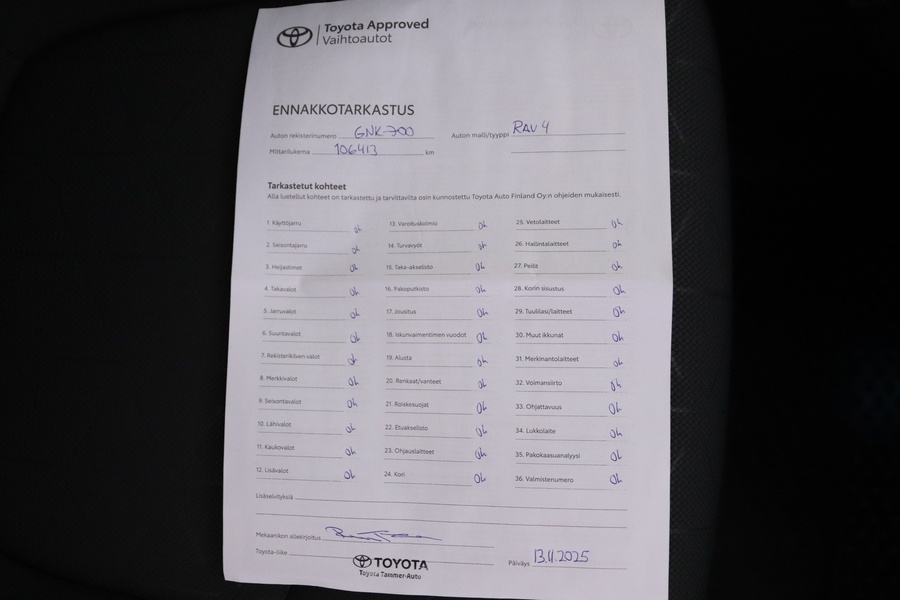 Toyota Approved
Vaihtoautot
ENNAKKOTARKASTUS
Auton rekisterinumero GNK-700 Auton malli/tyyppi RAV 4
Mittarilukema 106413 km
Tarkastetut kohteet
Alla luetellut kohteet on tarkastettu ja tarvittavilta osin kunnostettu Toyota Auto Finland Oy:n ohjeiden mukaisesti.
1. Käyttöjarru ok
2. Seisontajarru ok
3. Heijastimet ok
4. Takavalot ok
5. Jarruvalot ok
6. Suuntavalot ok
7. Rekisterikilven valot ok
8. Merkkivalot ok
9. Seisontavalot ok
10. Lähivalot ok
11. Kaukovalot ok
12. Lisävalot ok
13. Varoituskolmio ok
14. Turvavyöt ok
15. Taka-akselisto ok
16. Pakoputkisto ok
17. Jousitus ok
18. Iskunvaimentimen vuodot ok
19. Alusta ok
20. Renkaat/vanteet ok
21. Roiskesuojat ok
22. Etuakselisto ok
23. Ohjauslaitteet ok
24. Kori ok
25. Vetolaitteet ok
26. Hallintalaitteet ok
27. Peilit ok
28. Korin sisustus ok
29. Tuulilasi/laitteet ok
30. Muut ikkunat ok
31. Merkinantolaitteet ok
32. Voimansiirto ok
33. Ohjattavuus ok
34. Lukkolaite ok
35. Pakokaasuanalyysi ok
36. Valmistenumero ok
Lisäselvityksiä
Mekaanikon allekirjoitus
Toyota-liike TOYOTA Päiväys 13.11.2025
Toyota Tammer-Auto